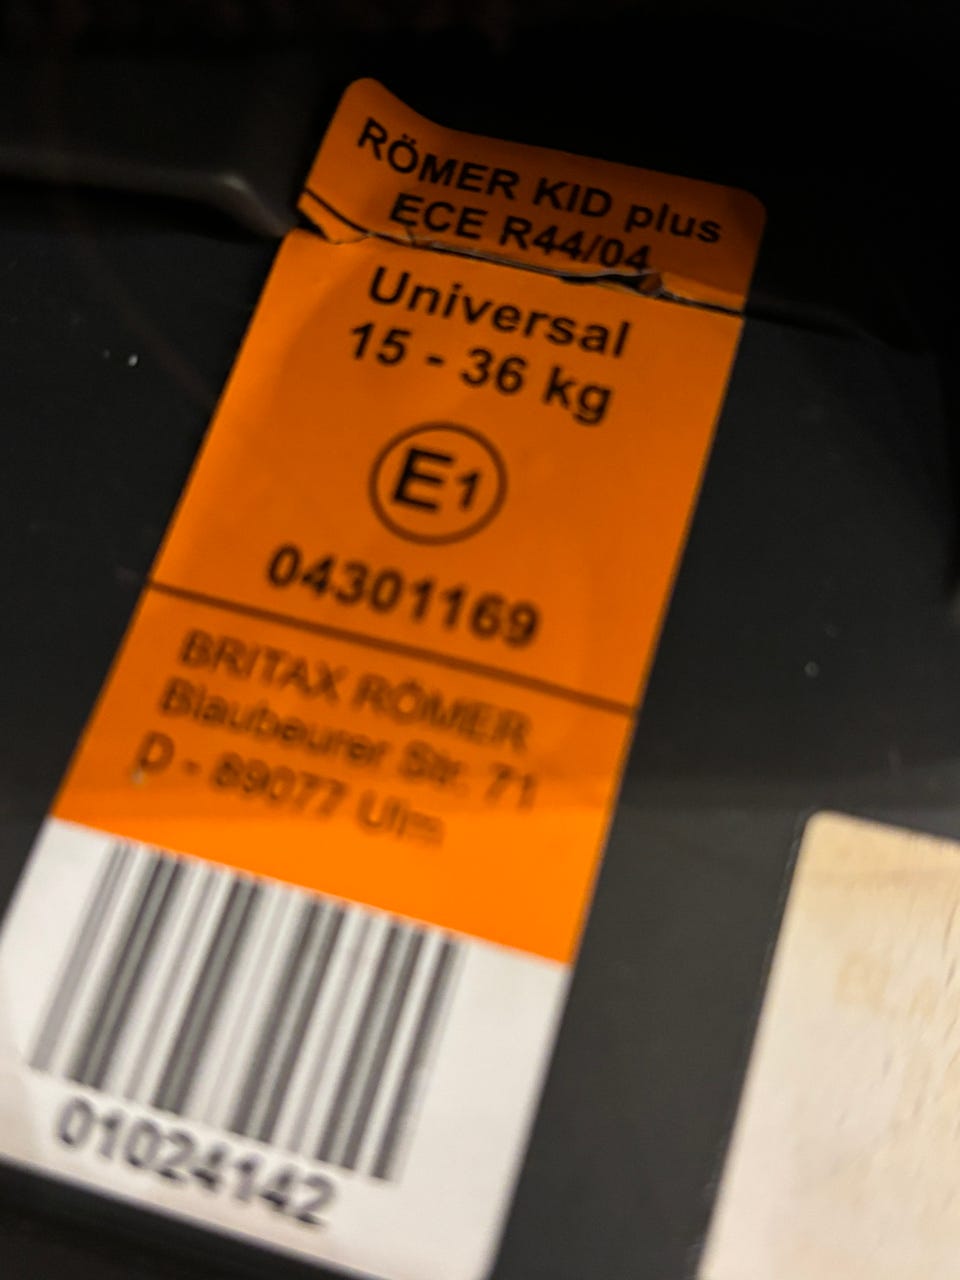 RÖMER KID plus
ECE R44/04
Universal
15 - 36 kg
E1
04301169
BRITAX RÖMER
Blaubeurer Str. 71
D - 89077 Ulm
01024142